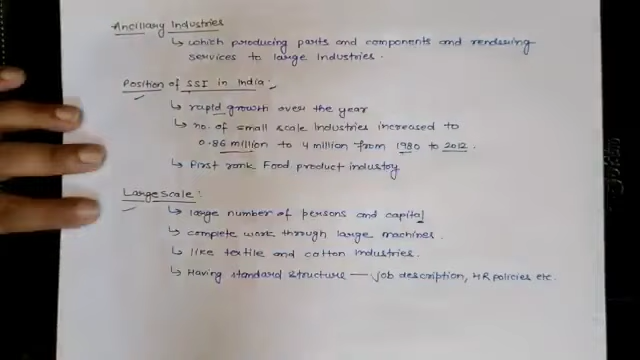 Ancillary Industries
↳ which producing parts and components and rendering
services to large Industries.
Position of SSI in India:
↳ rapid growth over the year
↳ no. of small scale Industries increased to
0.86 million to 4 million from 1980 to 2012.
↳ First rank Food product industry
Large Scale:
↳ large number of persons and capital
↳ complete work through large machines.
↳ like textile and cotton Industries.
↳ Having standard structure — Job description, HR policies etc.